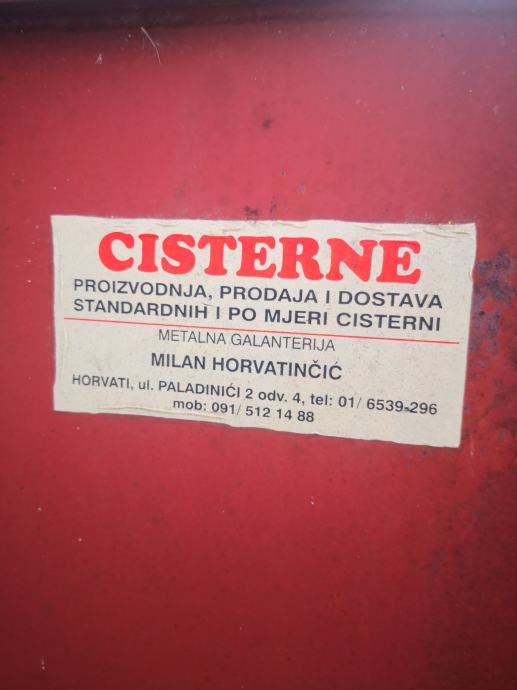 CISTERNE
PROIZVODNJA, PRODAJA I DOSTAVA
STANDARDNIH I PO MJERI CISTERNI
METALNA GALANTERIJA
MILAN HORVATINČIĆ
HORVATI, ul. PALADINIĆI 2 odv. 4, tel: 01/ 6539-296
mob: 091/ 512 14 88